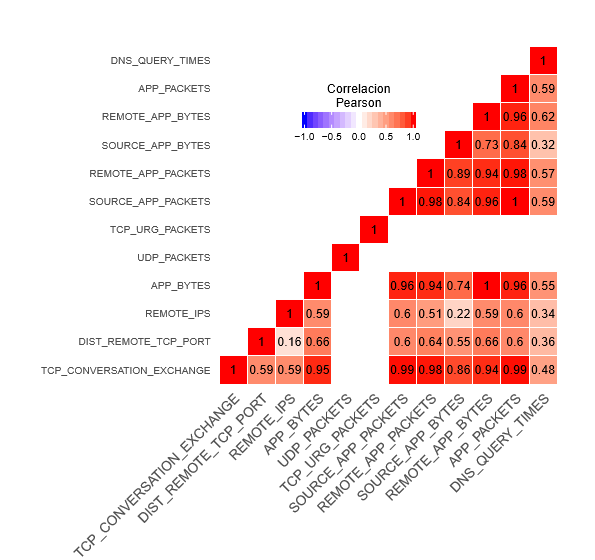 DNS_QUERY_TIMES 1
APP_PACKETS 1 0.59
Correlacion
Pearson
−1.0 −0.5 0.0 0.5 1.0
REMOTE_APP_BYTES 1 0.96 0.62
SOURCE_APP_BYTES 1 0.73 0.84 0.32
REMOTE_APP_PACKETS 1 0.89 0.94 0.98 0.57
SOURCE_APP_PACKETS 1 0.98 0.84 0.96 1 0.59
TCP_URG_PACKETS 1
UDP_PACKETS 1
APP_BYTES 1 0.96 0.94 0.74 1 0.96 0.55
REMOTE_IPS 1 0.59 0.6 0.51 0.22 0.59 0.6 0.34
DIST_REMOTE_TCP_PORT 1 0.16 0.66 0.6 0.64 0.55 0.66 0.6 0.36
TCP_CONVERSATION_EXCHANGE 1 0.59 0.59 0.95 0.99 0.98 0.86 0.94 0.99 0.48
TCP_CONVERSATION_EXCHANGE
DIST_REMOTE_TCP_PORT
REMOTE_IPS
APP_BYTES
UDP_PACKETS
TCP_URG_PACKETS
SOURCE_APP_PACKETS
REMOTE_APP_PACKETS
SOURCE_APP_BYTES
REMOTE_APP_BYTES
APP_PACKETS
DNS_QUERY_TIMES